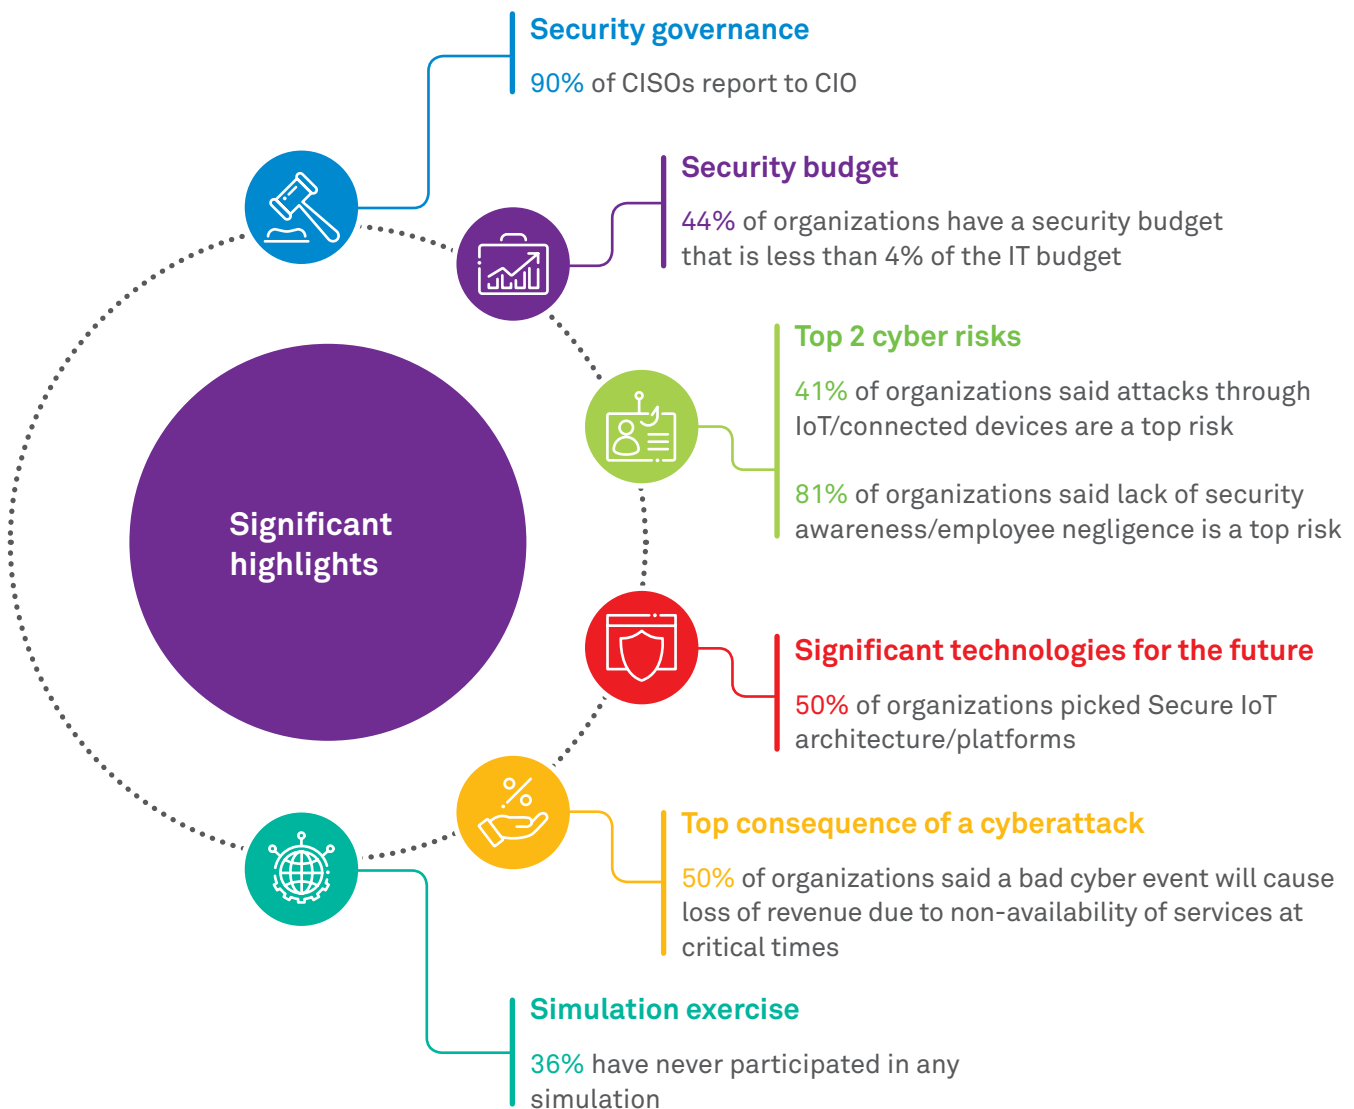 Security governance
90% of CISOs report to CIO
Security budget
44% of organizations have a security budget
that is less than 4% of the IT budget
Top 2 cyber risks
41% of organizations said attacks through
IoT/connected devices are a top risk
81% of organizations said lack of security
awareness/employee negligence is a top risk
Significant
highlights
Significant technologies for the future
50% of organizations picked Secure IoT
architecture/platforms
Top consequence of a cyberattack
50% of organizations said a bad cyber event will cause
loss of revenue due to non-availability of services at
critical times
Simulation exercise
36% have never participated in any
simulation